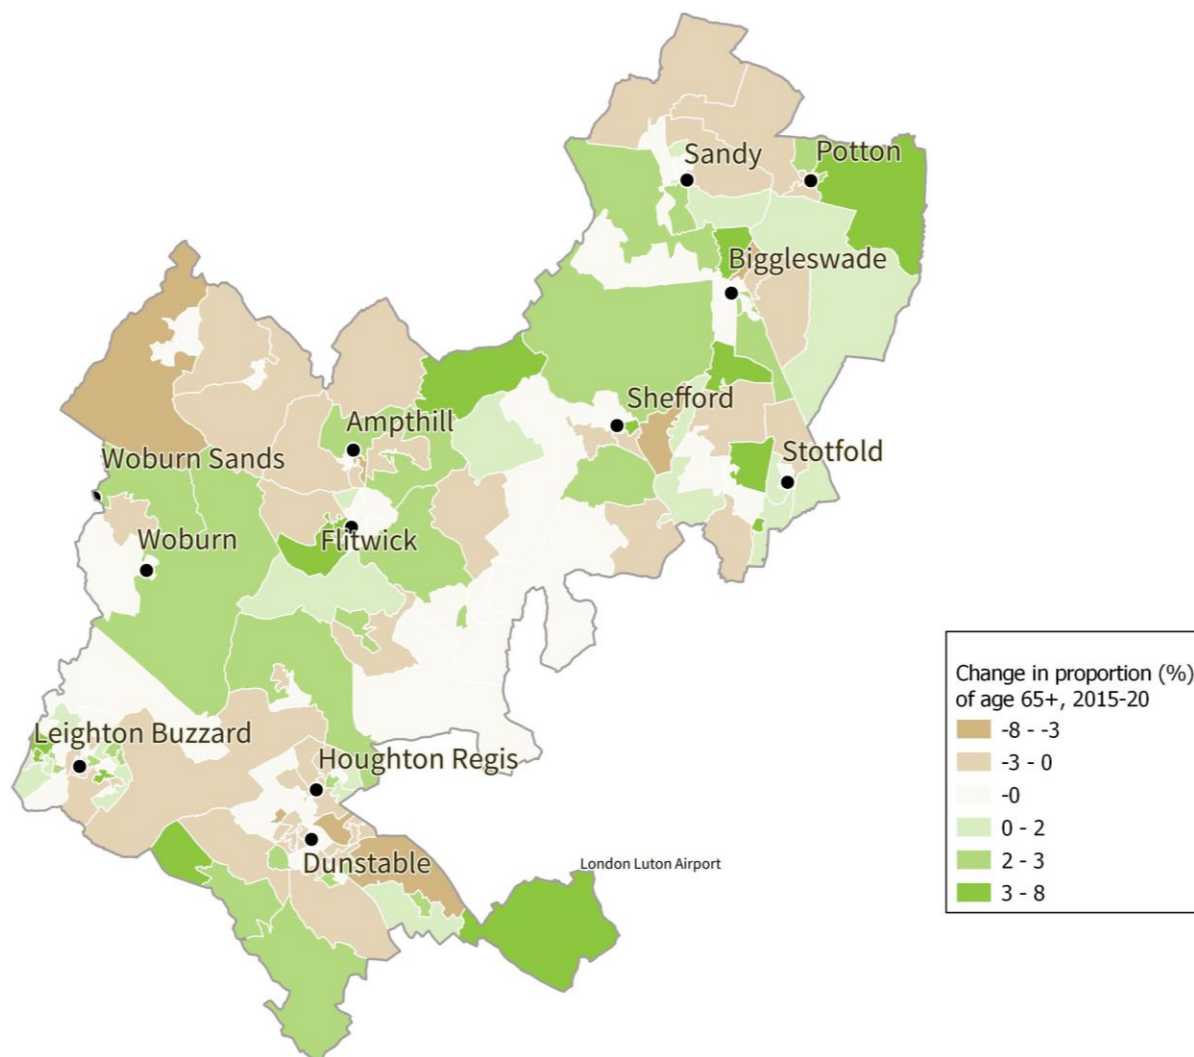 Sandy
Potton
Biggleswade
Shefford
Ampthill
Stotfold
Woburn Sands
Woburn
Flitwick
Leighton Buzzard
Houghton Regis
Dunstable
London Luton Airport
Change in proportion (%)
of age 65+, 2015-20
-8 - -3
-3 - 0
-0
0 - 2
2 - 3
3 - 8